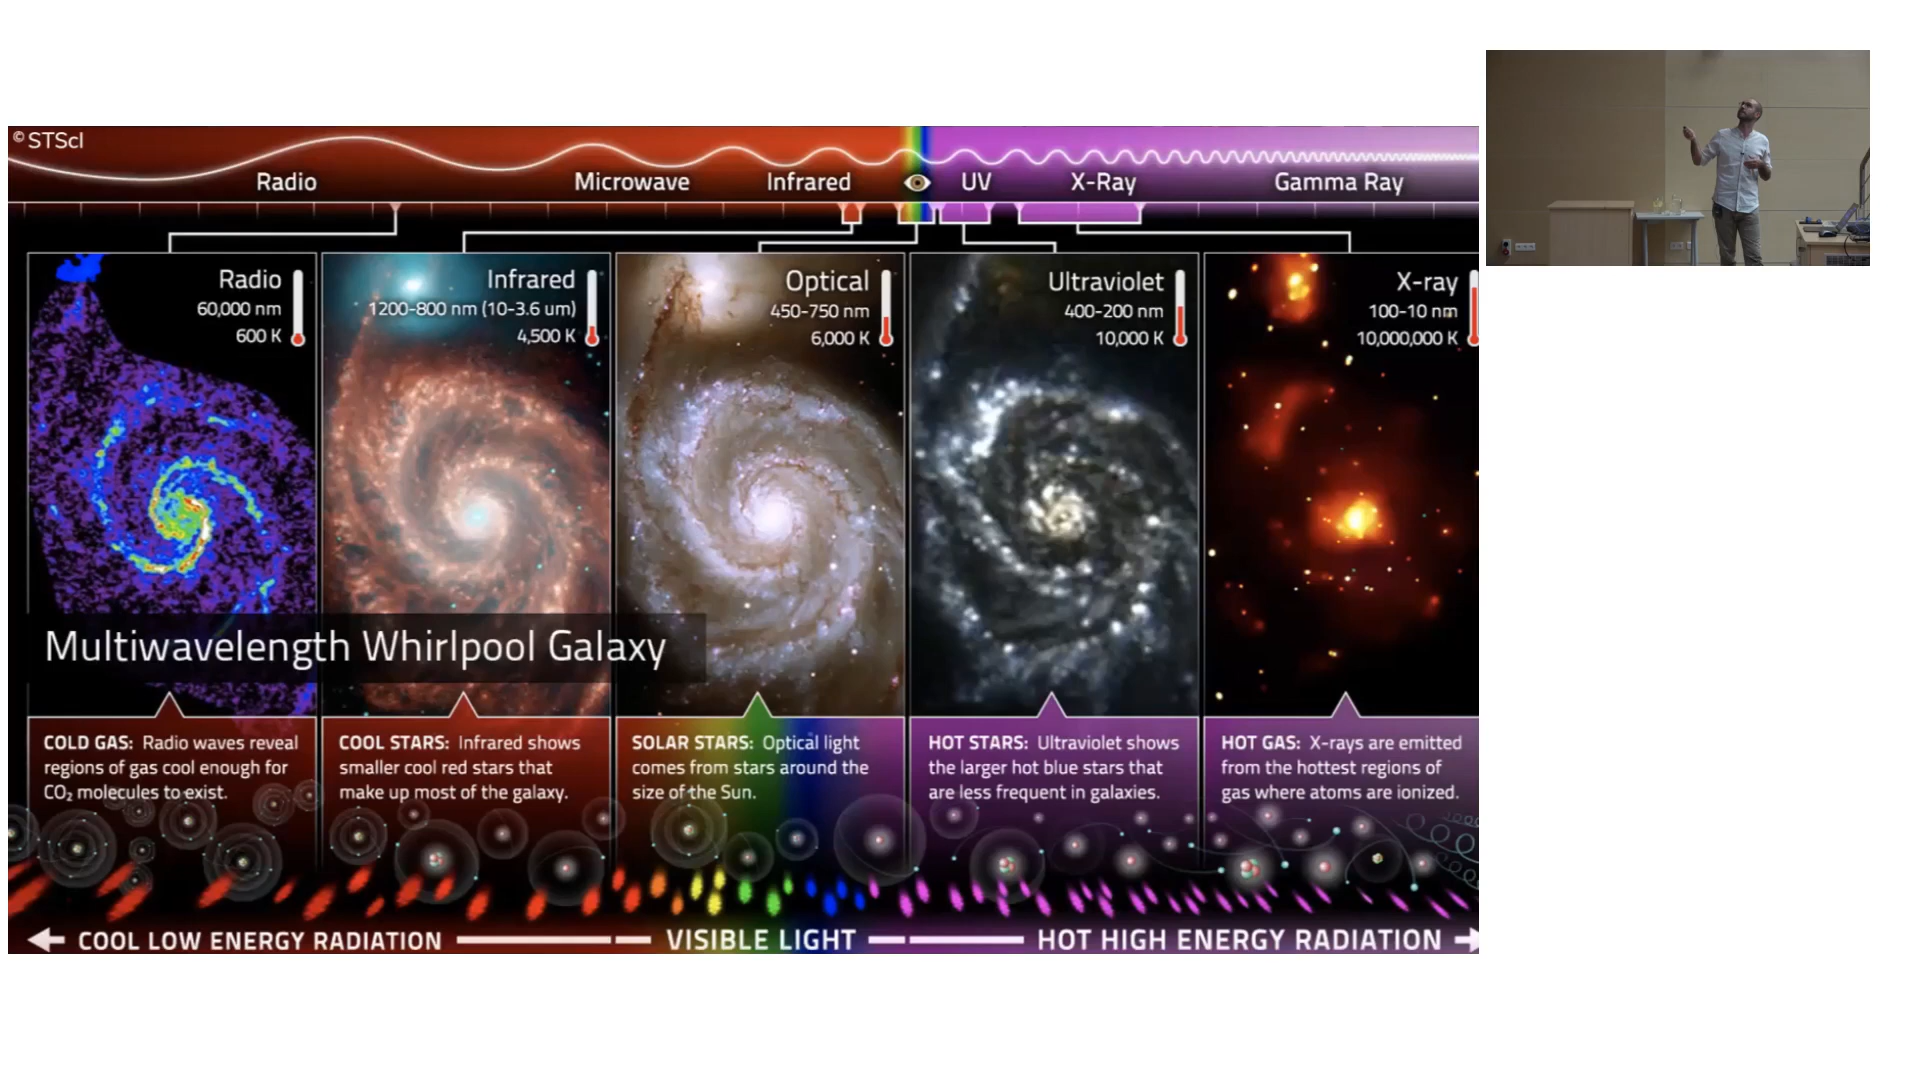 © STScI
Radio Microwave Infrared UV X-Ray Gamma Ray
Radio
60,000 nm
600 K
Infrared
1200-800 nm (10-3.6 um)
4,500 K
Optical
450-750 nm
6,000 K
Ultraviolet
400-200 nm
10,000 K
X-ray
100-10 nm
10,000,000 K
Multiwavelength Whirlpool Galaxy
COLD GAS: Radio waves reveal
regions of gas cool enough for
CO₂ molecules to exist.
COOL STARS: Infrared shows
smaller cool red stars that
make up most of the galaxy.
SOLAR STARS: Optical light
comes from stars around the
size of the Sun.
HOT STARS: Ultraviolet shows
the larger hot blue stars that
are less frequent in galaxies.
HOT GAS: X-rays are emitted
from the hottest regions of
gas where atoms are ionized.
COOL LOW ENERGY RADIATION VISIBLE LIGHT HOT HIGH ENERGY RADIATION